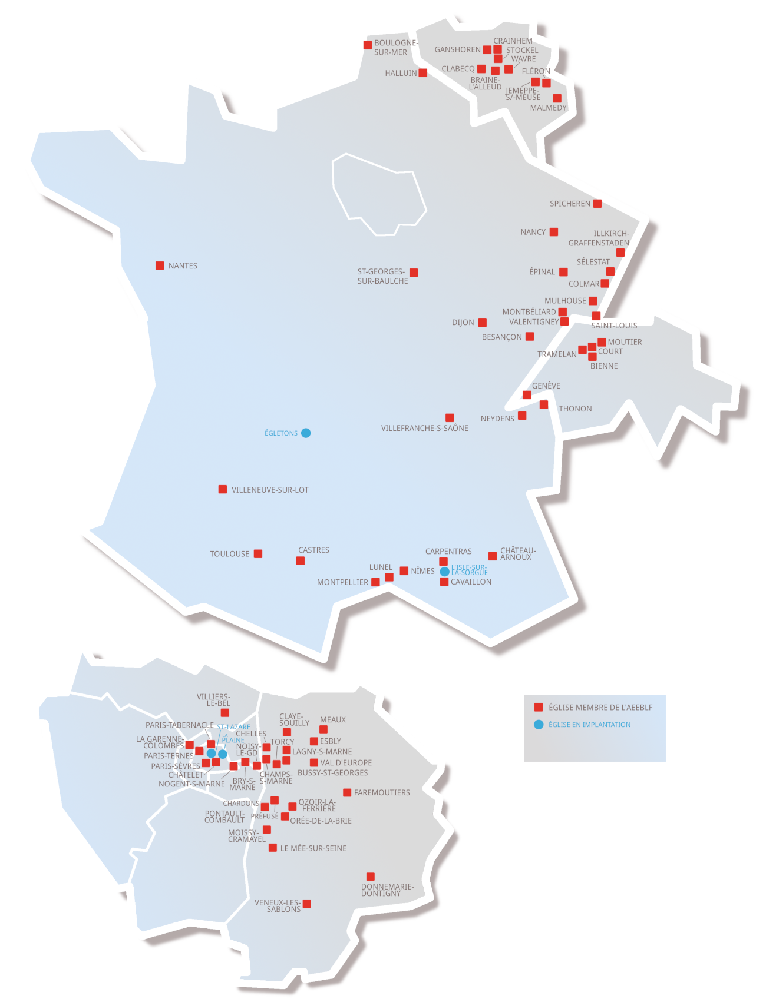 BOULOGNE-
SUR-MER
HALLUIN
CRAINHEM
GANSHOREN
STOCKEL
WAVRE
CLABECQ
FLÉRON
BRAINE-
L'ALLEUD
JEMEPPE-
S/-MEUSE
MALMEDY
SPICHEREN
NANCY
ILLKIRCH-
GRAFFENSTADEN
SÉLESTAT
ÉPINAL
COLMAR
NANTES
ST-GEORGES-
SUR-BAULCHE
MULHOUSE
MONTBÉLIARD
VALENTIGNEY
DIJON
SAINT-LOUIS
BESANÇON
MOUTIER
COURT
TRAMELAN
BIENNE
GENÈVE
THONON
NEYDENS
VILLEFRANCHE-S-SAÔNE
ÉGLETONS
VILLENEUVE-SUR-LOT
TOULOUSE
CASTRES
CARPENTRAS
CHÂTEAU-
ARNOUX
LUNEL
NÎMES
L'ISLE-SUR-
LA-SORGUE
MONTPELLIER
CAVAILLON
VILLIERS-
LE-BEL
PARIS-TABERNACLE
ST-LAZARE
LA
PLAINE
CHELLES
CLAYE-
SOUILLY
MEAUX
LA GARENNE-
COLOMBES
TORCY
ESBLY
NOISY-
LE-GD
LAGNY-S-MARNE
PARIS-TERNES
PARIS-SÈVRES
VAL D'EUROPE
CHÂTELET
NOGENT-S-MARNE
BRY-S-
MARNE
CHAMPS-
S-MARNE
BUSSY-ST-GEORGES
FAREMOUTIERS
CHARDONS
OZOIR-LA-
FERRIÈRE
PONTAULT-
COMBAULT
PRÉFUSÉ
ORÉE-DE-LA-BRIE
MOISSY-
CRAMAYEL
LE MÉE-SUR-SEINE
DONNEMARIE-
DONTIGNY
VENEUX-LES-
SABLONS
ÉGLISE MEMBRE DE L'AEEBLF
ÉGLISE EN IMPLANTATION